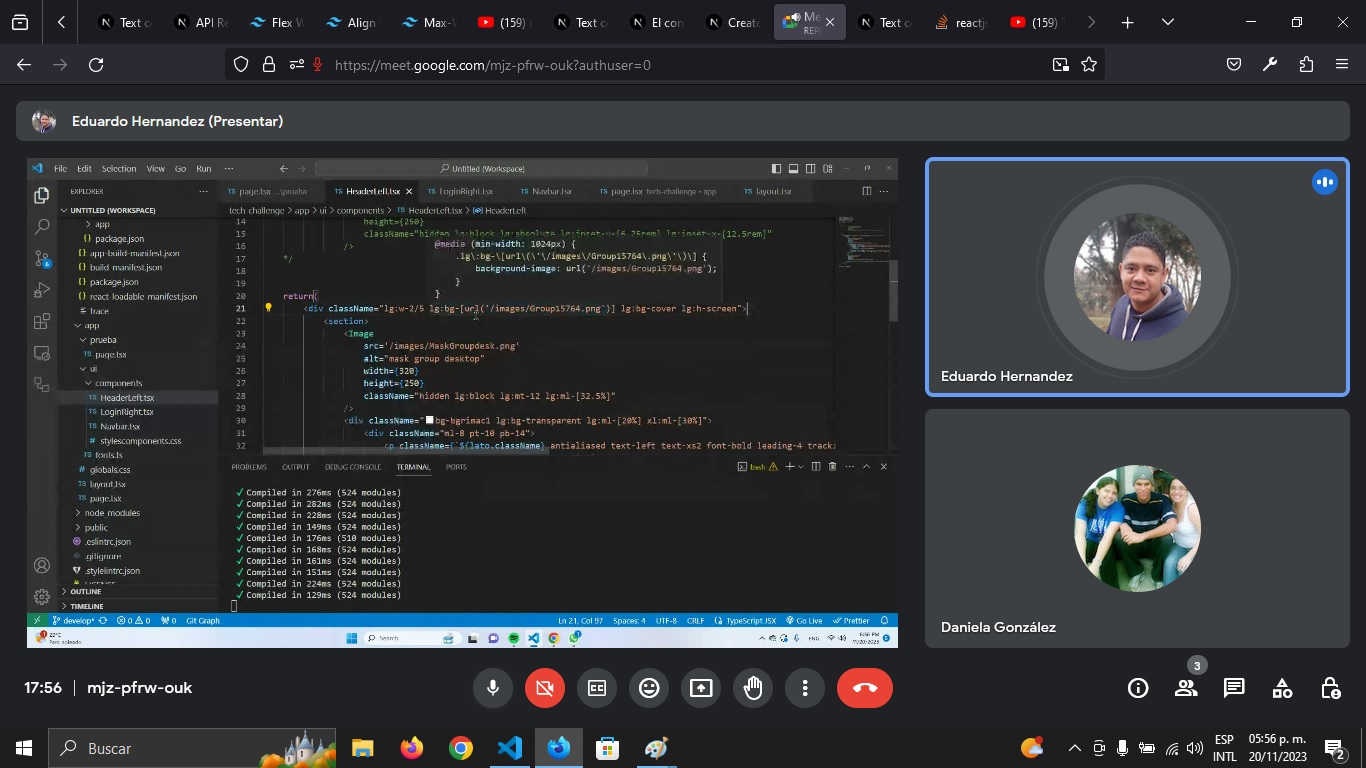 Text co
API Re
Flex W
Align
Max-W
(159)
Text co
El con
Create
Me
REPR
Text co
reactjs
(159) T
https://meet.google.com/mjz-pfrw-ouk?authuser=0
Eduardo Hernandez (Presentar)
File Edit Selection View Go Run ...
Untitled (Workspace)
EXPLORER ...
page.tsx ...\prueba
HeaderLeft.tsx
LoginRight.tsx
Navbar.tsx
page.tsx tech-challenge • app
layout.tsx
UNTITLED (WORKSPACE)
tech-challenge > app > ui > components > HeaderLeft.tsx > HeaderLeft
app
package.json
app-build-manifest.json
build-manifest.json
package.json
react-loadable-manifest.json
trace
app
prueba
page.tsx
ui
components
HeaderLeft.tsx
LoginRight.tsx
Navbar.tsx
stylescomponents.css
fonts.ts
globals.css
layout.tsx
page.tsx
node_modules
public
.eslintrc.json
.gitignore
.stylelintrc.json
OUTLINE
TIMELINE
14 height={250}
15 className="hidden lg:block lg:absolute lg:inset-y-[6.25rem] lg:inset-x-[12.5rem]"
16 />
17 */
18
19
@media (min-width: 1024px) {
.lg\:bg-\[url\(\'\/images\/Group15764\.png\'\)\] {
background-image: url('/images/Group15764.png');
}
}
20 return(
21 <div className="lg:w-2/5 lg:bg-[url('/images/Group15764.png')] lg:bg-cover lg:h-screen">
22 <section>
23 <Image
24 src='/images/MaskGroupdesk.png'
25 alt="mask group desktop"
26 width={320}
27 height={250}
28 className="hidden lg:block lg:mt-12 lg:ml-[32.5%]"
29 />
30 <div className="bg-bgrimac1 lg:bg-transparent lg:ml-[20%] xl:ml-[30%]">
31 <div className="ml-8 pt-10 pb-14">
32 <p className={`${lato.className} antialiased text-left text-xs2 font-bold leading-4 tracki
PROBLEMS OUTPUT DEBUG CONSOLE TERMINAL PORTS
bash
✓ Compiled in 276ms (524 modules)
✓ Compiled in 282ms (524 modules)
✓ Compiled in 228ms (524 modules)
✓ Compiled in 149ms (524 modules)
✓ Compiled in 176ms (510 modules)
✓ Compiled in 168ms (524 modules)
✓ Compiled in 161ms (524 modules)
✓ Compiled in 151ms (524 modules)
✓ Compiled in 224ms (524 modules)
✓ Compiled in 129ms (524 modules)
develop* 0 0 0 Git Graph
Ln 21, Col 97 Spaces: 4 UTF-8 CRLF TypeScript JSX Go Live Prettier
22°C
Parc. soleado
Search
ENG
6:56 PM
11/20/2023
Eduardo Hernandez
Daniela González
17:56 | mjz-pfrw-ouk
3
Buscar
ESP
INTL
05:56 p. m.
20/11/2023
2